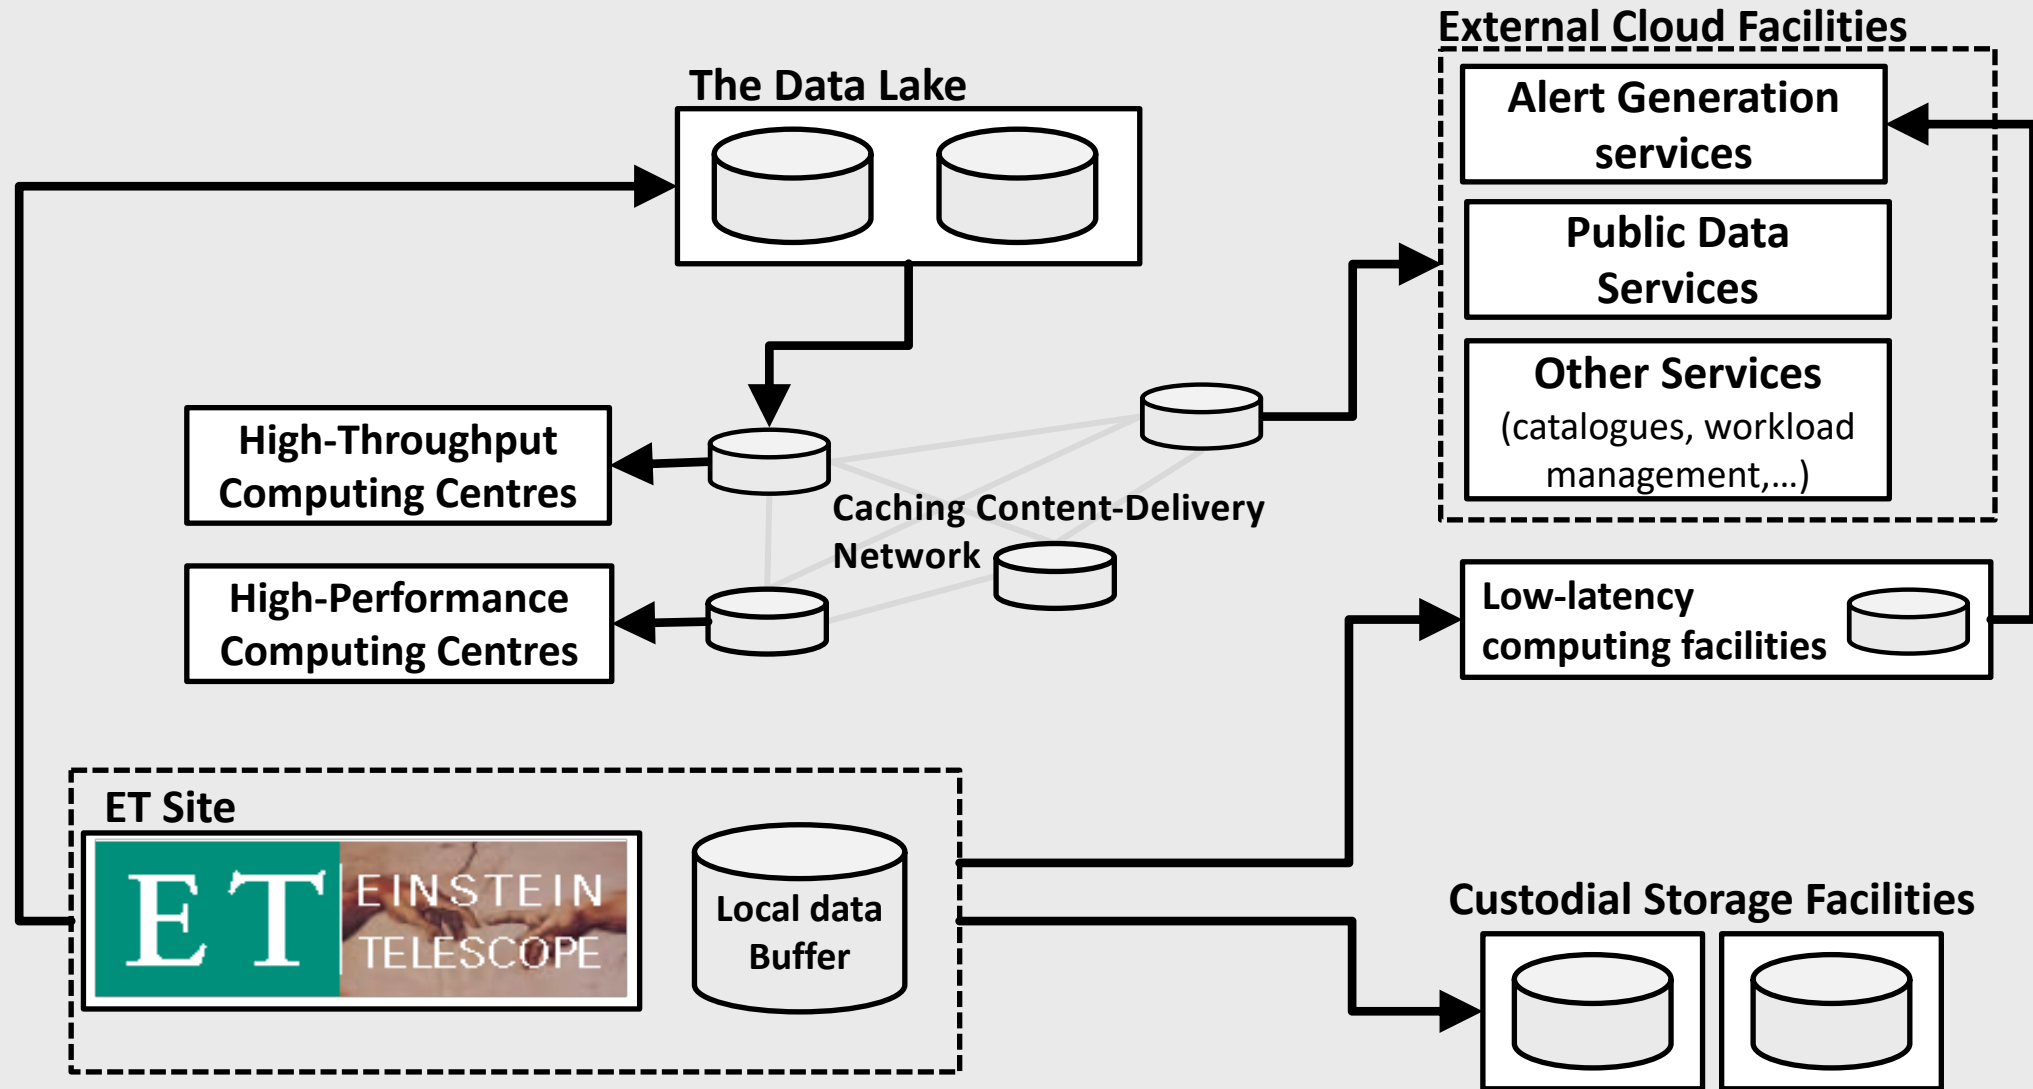 External Cloud Facilities
The Data Lake
Alert Generation
services
Public Data
Services
Other Services
(catalogues, workload
management,...)
High-Throughput
Computing Centres
Caching Content-Delivery
Network
High-Performance
Computing Centres
Low-latency
computing facilities
ET Site
ET
EINSTEIN
TELESCOPE
Local data
Buffer
Custodial Storage Facilities